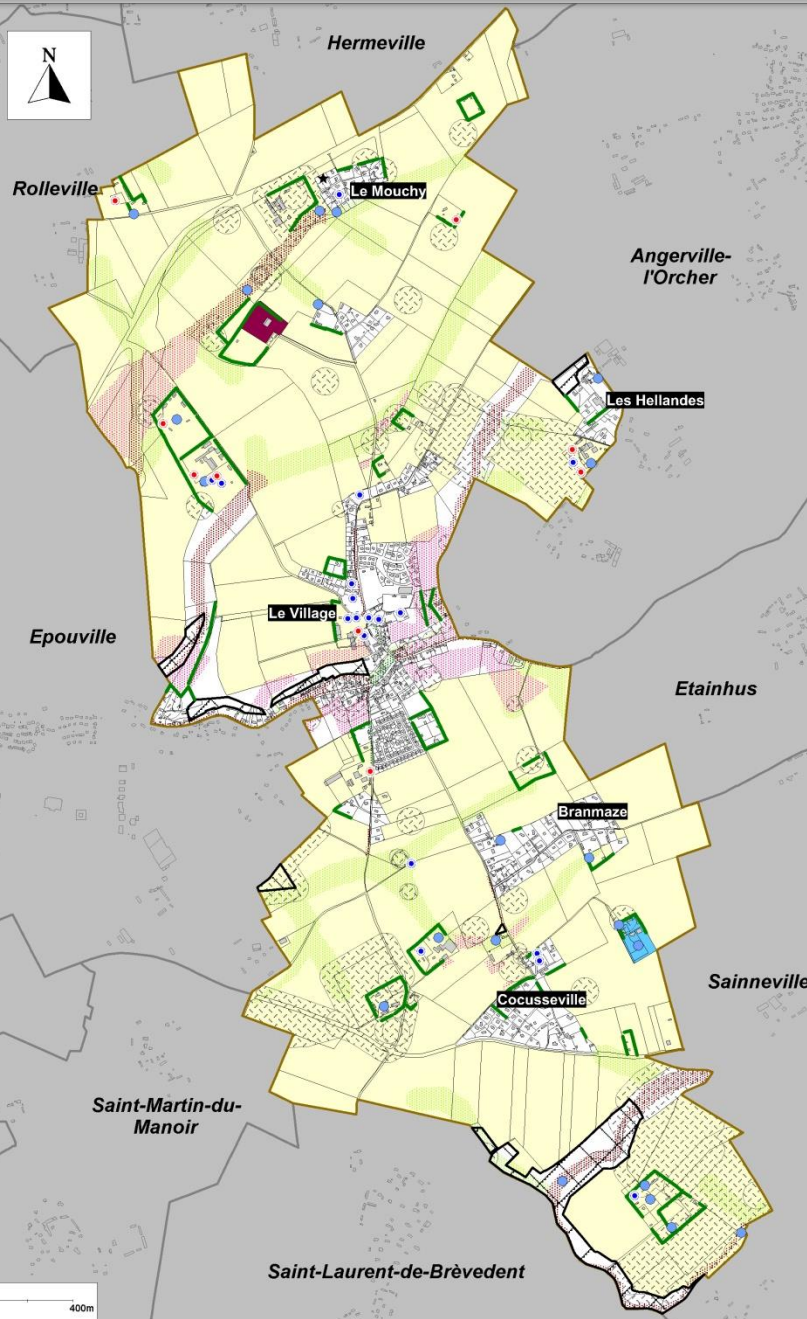 Hermeville
N
Rolleville
Le Mouchy
Angerville-
l'Orcher
Les Hellandes
Le Village
Epouville
Etainhus
Branmaze
Sainneville
Cocusseville
Saint-Martin-du-
Manoir
Saint-Laurent-de-Brèvedent
400m